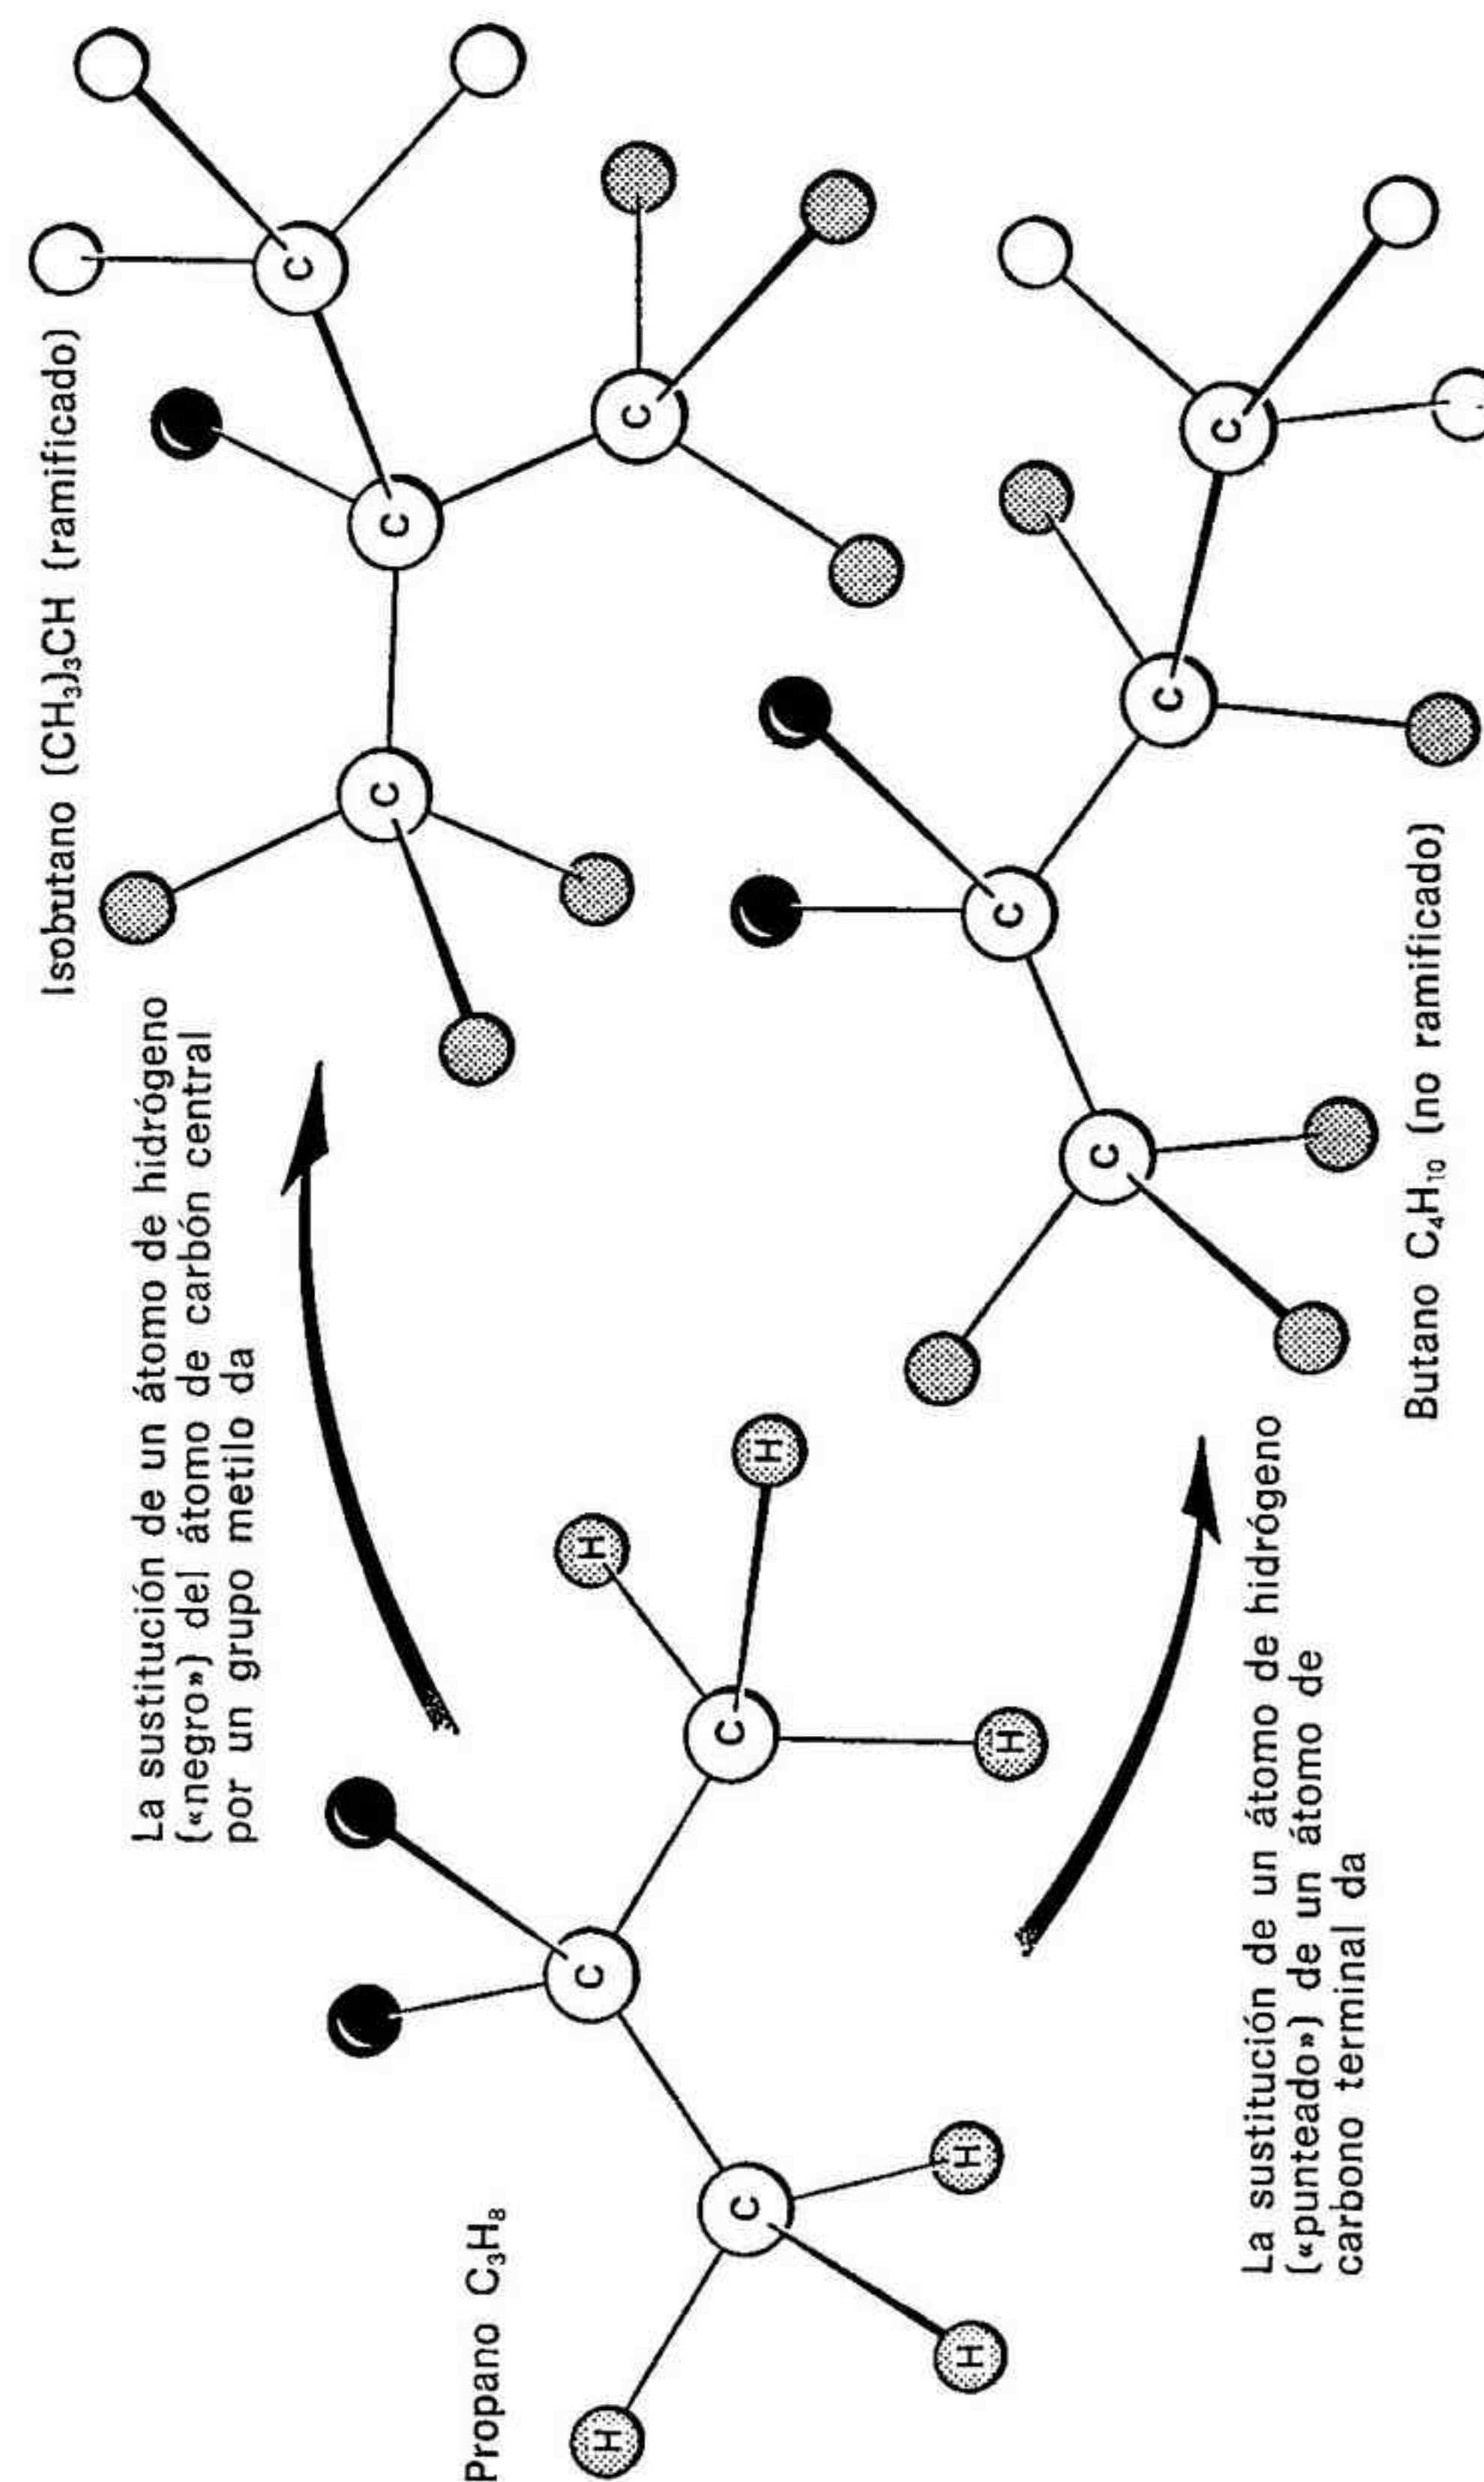 Isobutano (CH₃)₃CH (ramificado)
La sustitución de un átomo de hidrógeno
(«negro») del átomo de carbón central
por un grupo metilo da
C
C
C
C
Propano C₃H₈
H
H
H
C
C
C
H
H
H
La sustitución de un átomo de hidrógeno
(«punteado») de un átomo de
carbono terminal da
C
C
C
C
Butano C₄H₁₀ (no ramificado)